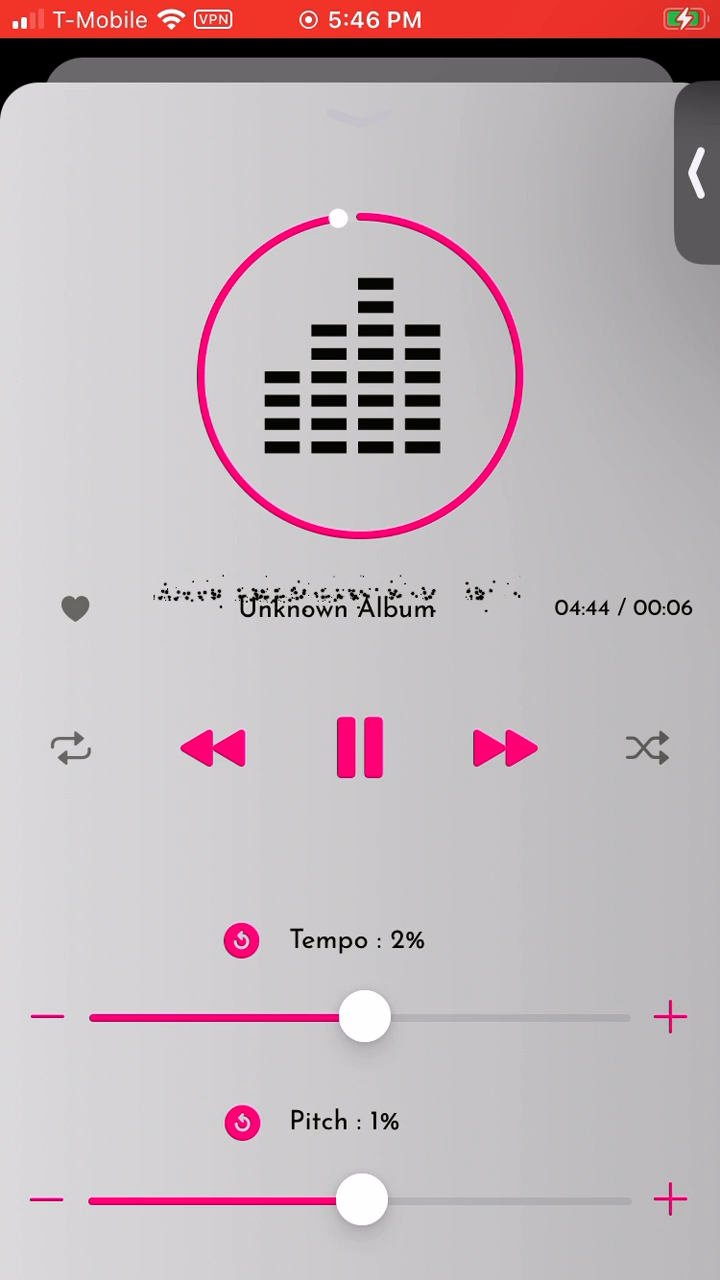 T-Mobile VPN 5:46 PM
Unknown Album
04:44 / 00:06
Tempo : 2%
Pitch : 1%